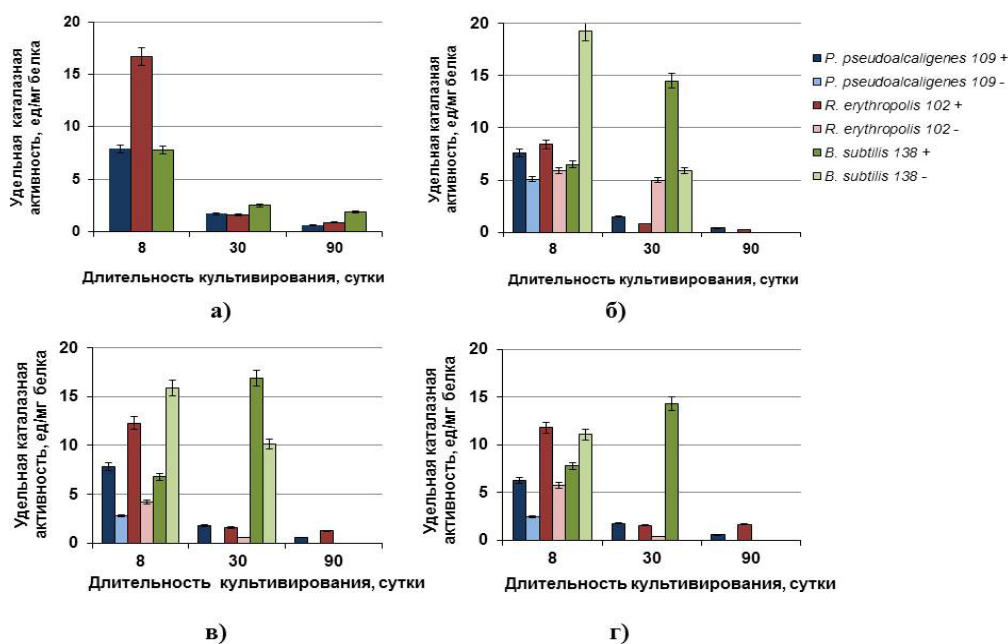 Удельная каталазная
активность, ед/мг белка
20
15
10
5
0
8 30 90
Длительность культивирования, сутки
а)
Удельная каталазная
активность, ед/мг белка
20
15
10
5
0
8 30 90
Длительность культивирования, сутки
б)
P. pseudoalcaligenes 109 +
P. pseudoalcaligenes 109 -
R. erythropolis 102 +
R. erythropolis 102 -
B. subtilis 138 +
B. subtilis 138 -
Удельная каталазная
активность, ед/мг белка
20
15
10
5
0
8 30 90
Длительность культивирования, сутки
в)
Удельная каталазная
активность, ед/мг белка
20
15
10
5
0
8 30 90
Длительность культивирования, сутки
г)